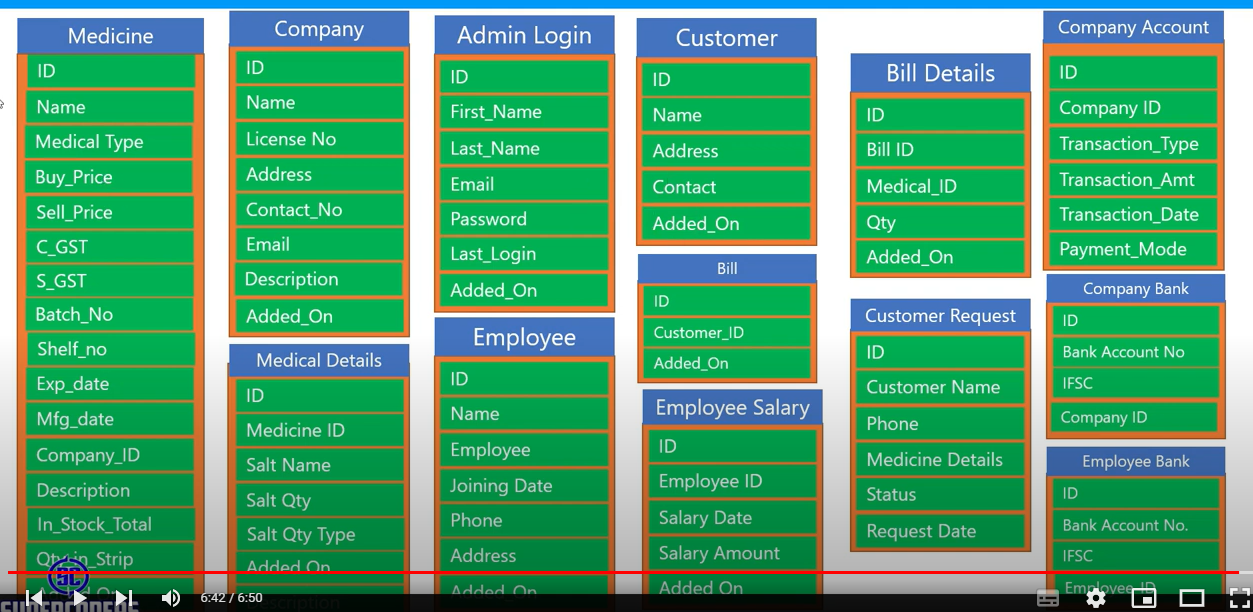 Medicine
ID
Name
Medical Type
Buy_Price
Sell_Price
C_GST
S_GST
Batch_No
Shelf_no
Exp_date
Mfg_date
Company_ID
Description
In_Stock_Total
Qty_in_Strip
Company
ID
Name
License No
Address
Contact_No
Email
Description
Added_On
Medical Details
ID
Medicine ID
Salt Name
Salt Qty
Salt Qty Type
Added On
Admin Login
ID
First_Name
Last_Name
Email
Password
Last_Login
Added_On
Employee
ID
Name
Employee
Joining Date
Phone
Address
Added_On
Customer
ID
Name
Address
Contact
Added_On
Bill
ID
Customer_ID
Added_On
Employee Salary
ID
Employee ID
Salary Date
Salary Amount
Added On
Bill Details
ID
Bill ID
Medical_ID
Qty
Added_On
Customer Request
ID
Customer Name
Phone
Medicine Details
Status
Request Date
Company Account
ID
Company ID
Transaction_Type
Transaction_Amt
Transaction_Date
Payment_Mode
Company Bank
ID
Bank Account No
IFSC
Company ID
Employee Bank
ID
Bank Account No.
IFSC
Employee ID
6:42 / 6:50